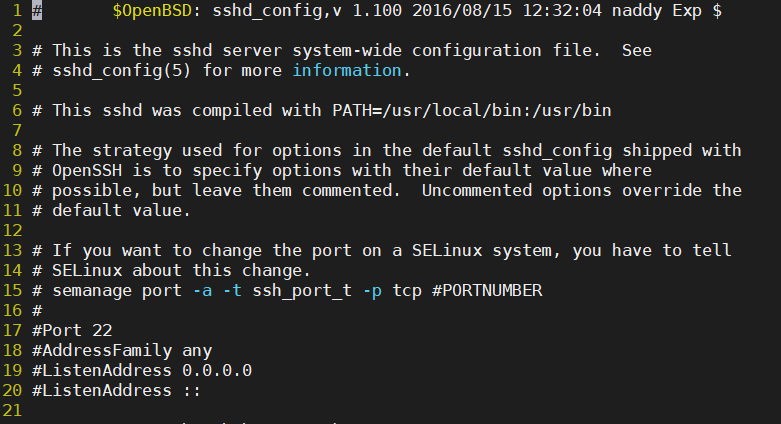 1 #       $OpenBSD: sshd_config,v 1.100 2016/08/15 12:32:04 naddy Exp $
2
3 # This is the sshd server system-wide configuration file.  See
4 # sshd_config(5) for more information.
5
6 # This sshd was compiled with PATH=/usr/local/bin:/usr/bin
7
8 # The strategy used for options in the default sshd_config shipped with
9 # OpenSSH is to specify options with their default value where
10 # possible, but leave them commented.  Uncommented options override the
11 # default value.
12
13 # If you want to change the port on a SELinux system, you have to tell
14 # SELinux about this change.
15 # semanage port -a -t ssh_port_t -p tcp #PORTNUMBER
16 #
17 #Port 22
18 #AddressFamily any
19 #ListenAddress 0.0.0.0
20 #ListenAddress ::
21